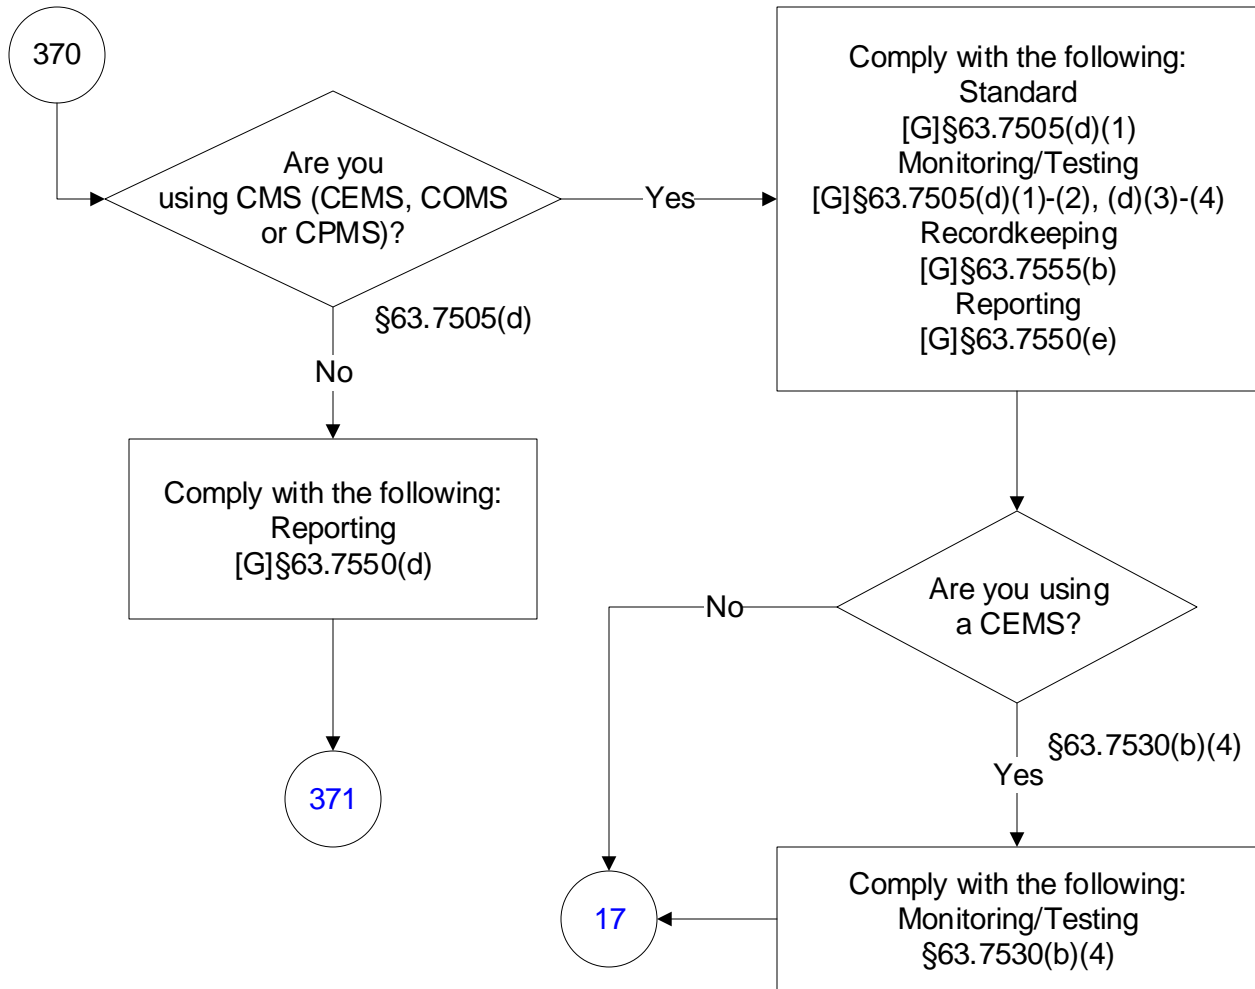 370
Are you
using CMS (CEMS, COMS
or CPMS)?
§63.7505(d)
Yes
No
Comply with the following:
Standard
[G]§63.7505(d)(1)
Monitoring/Testing
[G]§63.7505(d)(1)-(2), (d)(3)-(4)
Recordkeeping
[G]§63.7555(b)
Reporting
[G]§63.7550(e)
Comply with the following:
Reporting
[G]§63.7550(d)
371
Are you using
a CEMS?
No
§63.7530(b)(4)
Yes
Comply with the following:
Monitoring/Testing
§63.7530(b)(4)
17